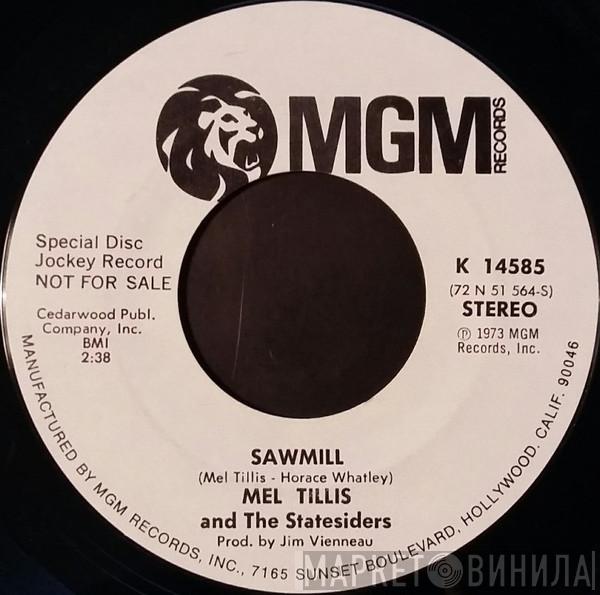 MGM
RECORDS
Special Disc
Jockey Record
NOT FOR SALE
Cedarwood Publ.
Company, Inc.
BMI
2:38
K 14585
(72 N 51 564-S)
STEREO
Ⓟ 1973 MGM
Records, Inc.
SAWMILL
(Mel Tillis - Horace Whatley)
MEL TILLIS
and The Statesiders
Prod. by Jim Vienneau
MANUFACTURED BY MGM RECORDS, INC., 7165 SUNSET BOULEVARD, HOLLYWOOD. CALIF. 90046
МАРКЕТ ВИНИЛА